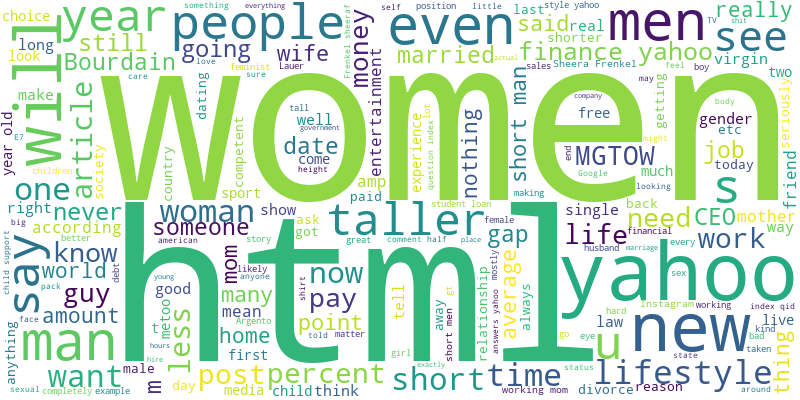 women
html
yahoo
people
even
men
see
year
will
going
wife
money
said
last
real
really
style yahoo
self
position
little
everything
something
choice
look
long
still
Bourdain
make
article
dating
Lauer
feminist
love
care
sure
Frenkel Sheeraf
TV
shit
married
shorter
finance yahoo
Sheera Frenkel
virgin
sales
boy
may
feel
two
seriously
getting
entertainment
tall
well
date
come
height
government
company
actual
body
gender
etc
free
nothing
short man
experience
lot
question index
might
end
MGTOW
job
today
Google
friend
year old
E7
children
society
country
sport
competent
amp
paid
student loan
making
looking
much
s
one
right
never
according
woman
show
someone
ask
got
taller
female
single
back
need
CEO
mother
way
gap
life
big
know
world
better
mom
american
story
likely
anyone
great
comment half
place
husband
financial
marriage
every
work
say
child support
guy
debt
pack
amount
anything
face
metoo
young
good
many
mean
now
pay
shirt
hours
home
point
Argento
told
matter
mostly
away
always
relationship
average
gt
answers yahoo
sex
Instagram
working
index qid
hard
law
live
kind
bad
new
u
thing
man
want
less
m
male
first
day
hire
media
post
percent
child
think
tell
girl
exactly
short
short men
time
working mom
go
eye
divorce
status
lifestyle
reason
state
taken
around
sexual
completely
example